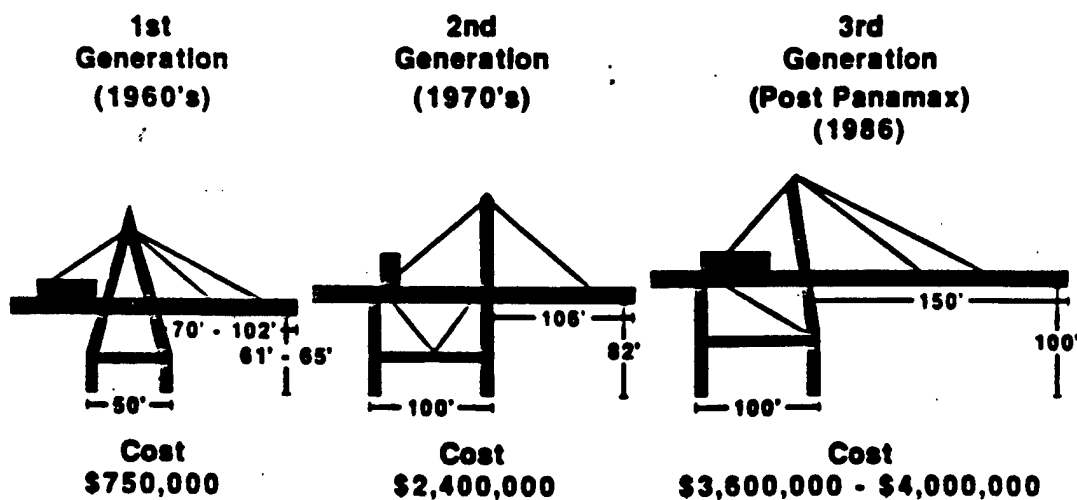 1st
Generation
(1960's)
70' - 102'
61' - 65'
50'
Cost
$750,000
2nd
Generation
(1970's)
106'
82'
100'
Cost
$2,400,000
3rd
Generation
(Post Panamax)
(1986)
150'
100'
100'
Cost
$3,600,000 - $4,000,000